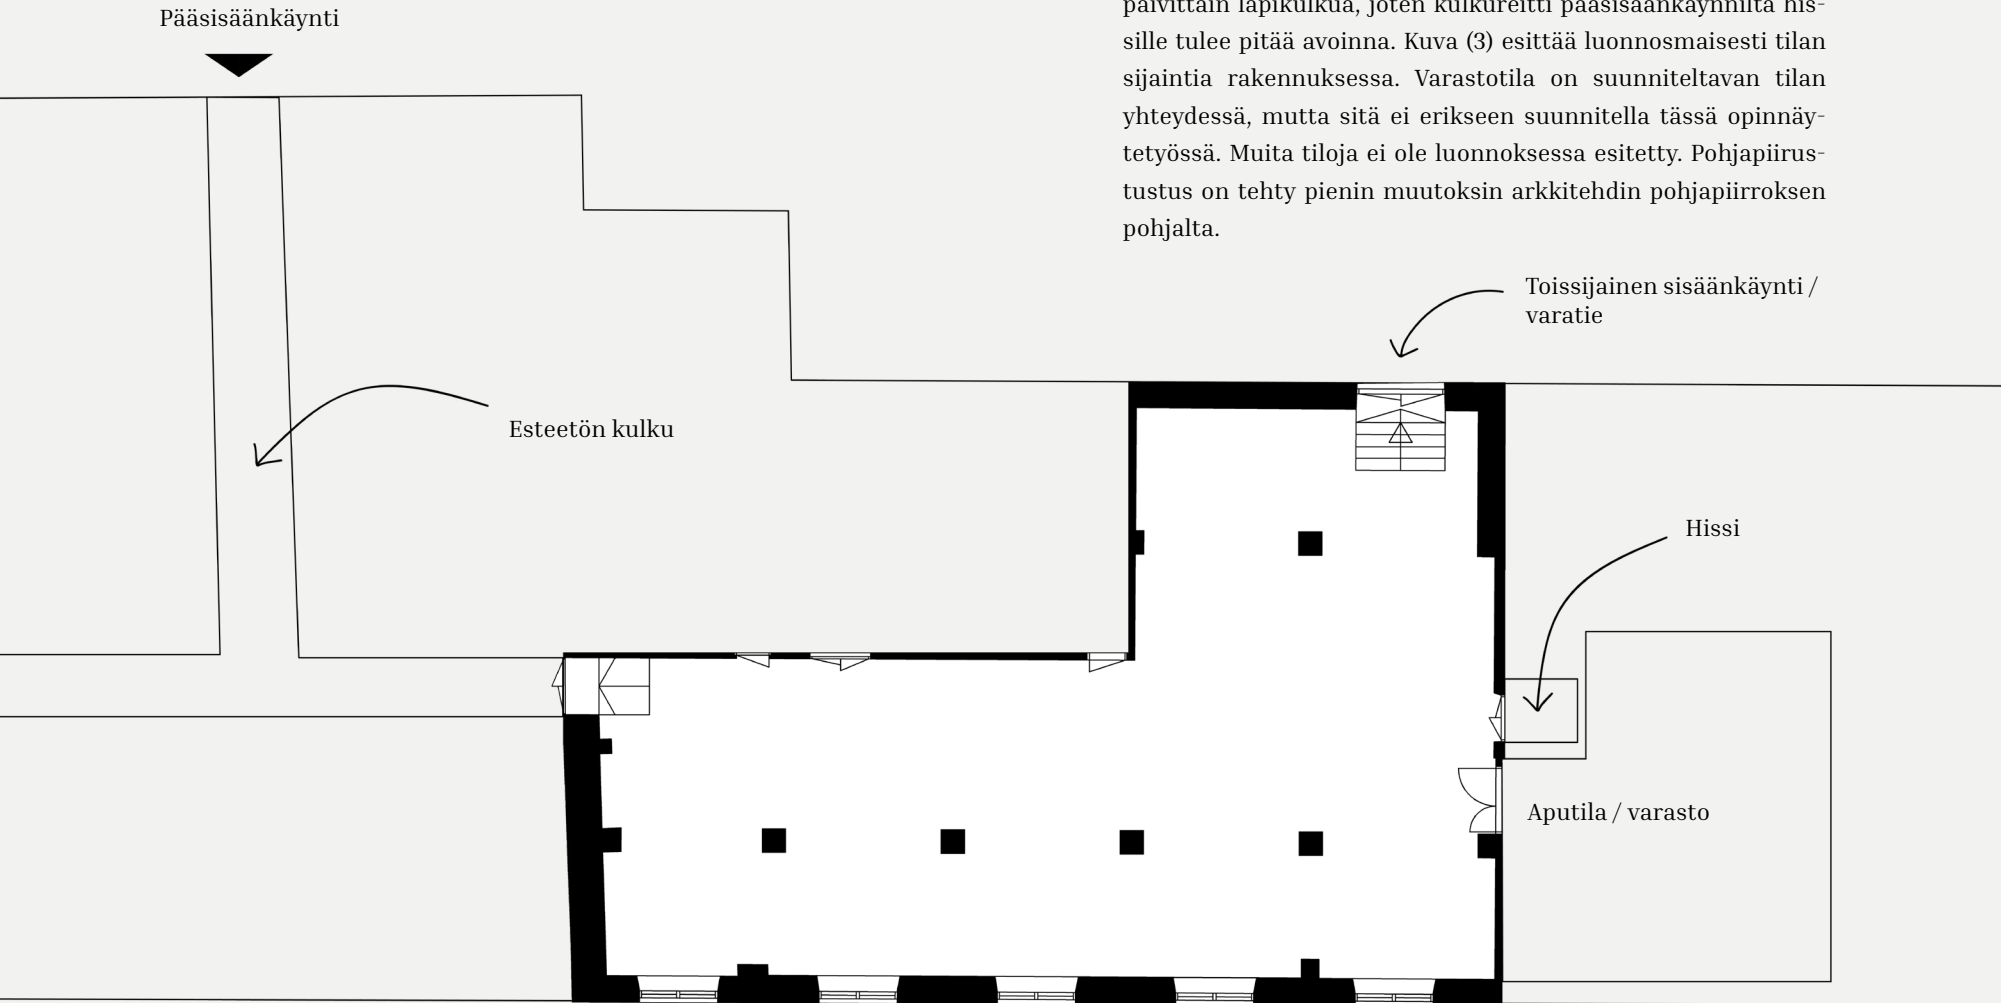 Pääsisäänkäynti
päivittäin läpikulkua, joten kulkureitti pääsisäänkäynniltä his-
sille tulee pitää avoinna. Kuva (3) esittää luonnosmaisesti tilan
sijaintia rakennuksessa. Varastotila on suunniteltavan tilan
yhteydessä, mutta sitä ei erikseen suunnitella tässä opinnäy-
tetyössä. Muita tiloja ei ole luonnoksessa esitetty. Pohjapiirus-
tustus on tehty pienin muutoksin arkkitehdin pohjapiirroksen
pohjalta.
Toissijainen sisäänkäynti /
varatie
Esteetön kulku
Hissi
Aputila / varasto